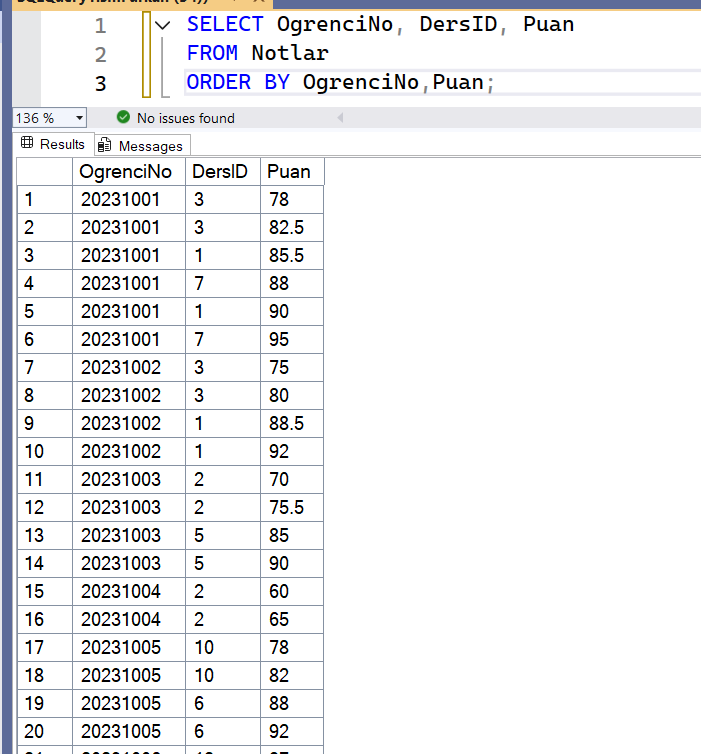 1 SELECT OgrenciNo, DersID, Puan
2 FROM Notlar
3 ORDER BY OgrenciNo,Puan;
136 % No issues found
Results Messages
OgrenciNo DersID Puan
1 20231001 3 78
2 20231001 3 82.5
3 20231001 1 85.5
4 20231001 7 88
5 20231001 1 90
6 20231001 7 95
7 20231002 3 75
8 20231002 3 80
9 20231002 1 88.5
10 20231002 1 92
11 20231003 2 70
12 20231003 2 75.5
13 20231003 5 85
14 20231003 5 90
15 20231004 2 60
16 20231004 2 65
17 20231005 10 78
18 20231005 10 82
19 20231005 6 88
20 20231005 6 92